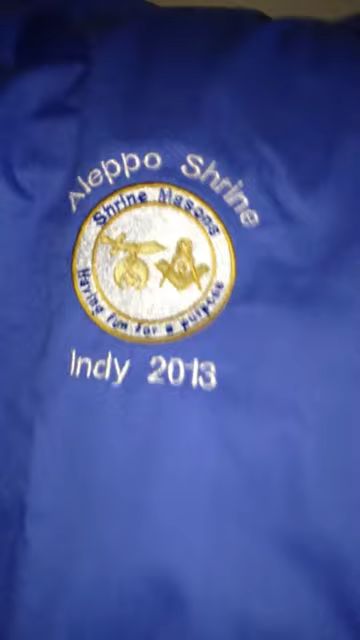 Aleppo Shrine
Shrine Masons
Having fun for a purpose
Indy 2013